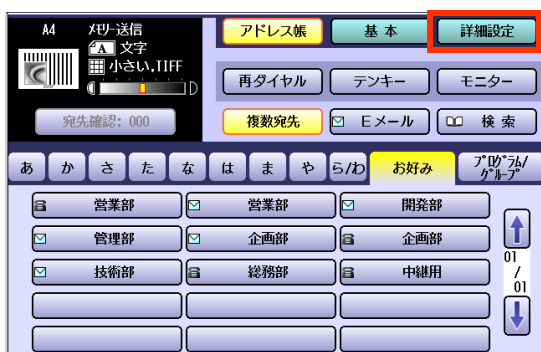 A4 ﾒﾓﾘｰ送信 アドレス帳 基本 詳細設定
A 文字
小さい,TIFF
再ダイヤル テンキー モニター
D
宛先確認: 000 複数宛先 Eメール 検索
あ か さ た な は ま や ら/わ お好み ﾌﾟﾛｸﾞﾗﾑ/
ｸﾞﾙｰﾌﾟ
営業部 営業部 開発部
管理部 企画部 企画部
技術部 総務部 中継用
01
/
01